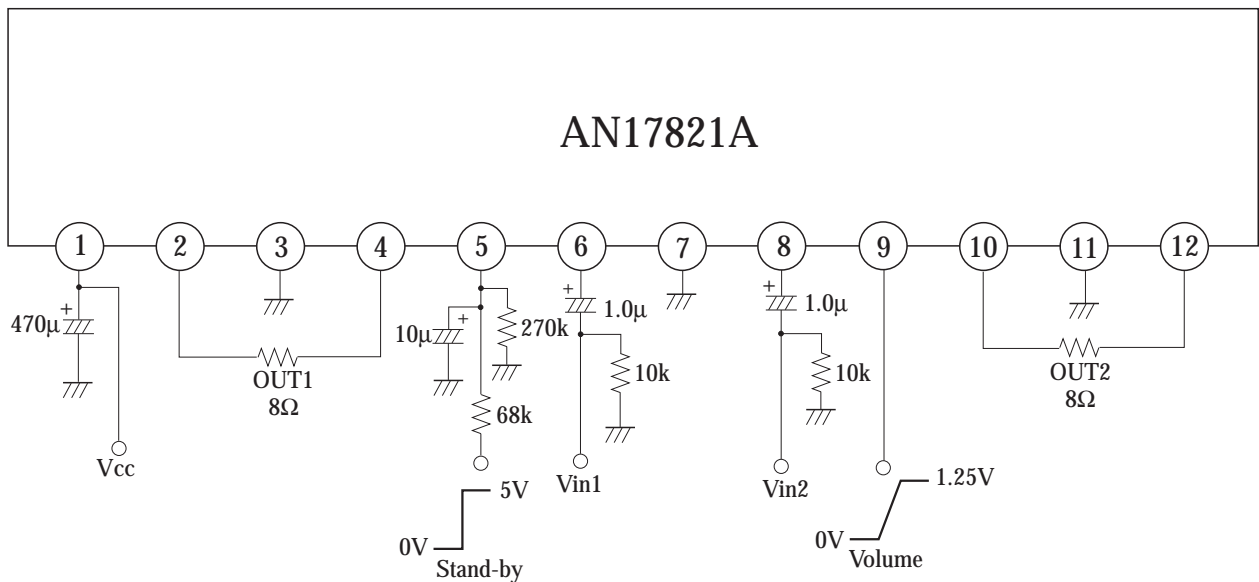 AN17821A
1 2 3 4 5 6 7 8 9 10 11 12
+
470μ
Vcc
OUT1
8Ω
10μ
+
270k
68k
5V
0V
Stand-by
+
1.0μ
10k
Vin1
+
1.0μ
10k
Vin2
1.25V
0V
Volume
OUT2
8Ω